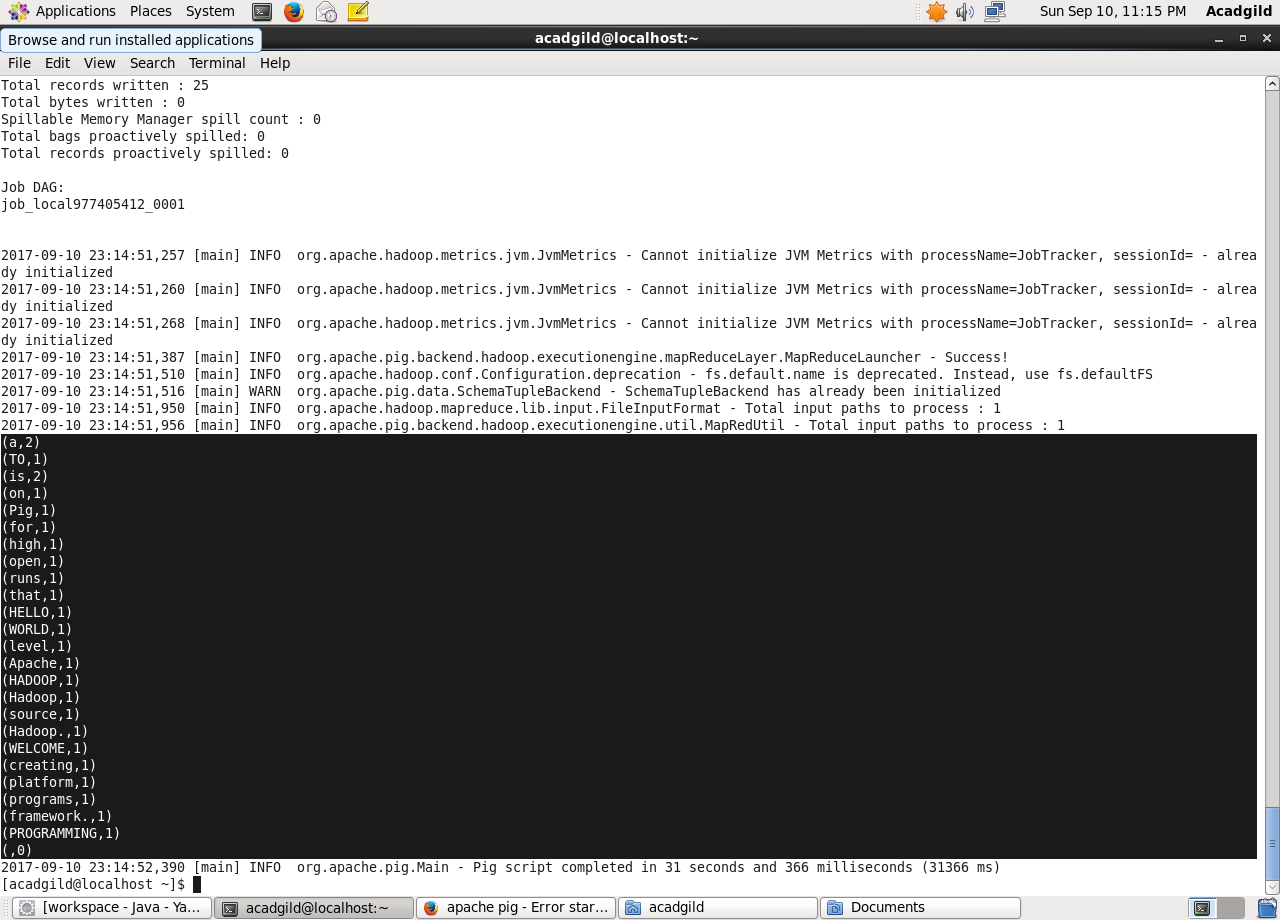 Applications Places System Sun Sep 10, 11:15 PM Acadgild
Browse and run installed applications acadgild@localhost:~
File Edit View Search Terminal Help
Total records written : 25
Total bytes written : 0
Spillable Memory Manager spill count : 0
Total bags proactively spilled: 0
Total records proactively spilled: 0
Job DAG:
job_local977405412_0001
2017-09-10 23:14:51,257 [main] INFO  org.apache.hadoop.metrics.jvm.JvmMetrics - Cannot initialize JVM Metrics with processName=JobTracker, sessionId= - alrea
dy initialized
2017-09-10 23:14:51,260 [main] INFO  org.apache.hadoop.metrics.jvm.JvmMetrics - Cannot initialize JVM Metrics with processName=JobTracker, sessionId= - alrea
dy initialized
2017-09-10 23:14:51,268 [main] INFO  org.apache.hadoop.metrics.jvm.JvmMetrics - Cannot initialize JVM Metrics with processName=JobTracker, sessionId= - alrea
dy initialized
2017-09-10 23:14:51,387 [main] INFO  org.apache.pig.backend.hadoop.executionengine.mapReduceLayer.MapReduceLauncher - Success!
2017-09-10 23:14:51,510 [main] INFO  org.apache.hadoop.conf.Configuration.deprecation - fs.default.name is deprecated. Instead, use fs.defaultFS
2017-09-10 23:14:51,516 [main] WARN  org.apache.pig.data.SchemaTupleBackend - SchemaTupleBackend has already been initialized
2017-09-10 23:14:51,950 [main] INFO  org.apache.hadoop.mapreduce.lib.input.FileInputFormat - Total input paths to process : 1
2017-09-10 23:14:51,956 [main] INFO  org.apache.pig.backend.hadoop.executionengine.util.MapRedUtil - Total input paths to process : 1
(a,2)
(TO,1)
(is,2)
(on,1)
(Pig,1)
(for,1)
(high,1)
(open,1)
(runs,1)
(that,1)
(HELLO,1)
(WORLD,1)
(level,1)
(Apache,1)
(HADOOP,1)
(Hadoop,1)
(source,1)
(Hadoop.,1)
(WELCOME,1)
(creating,1)
(platform,1)
(programs,1)
(framework.,1)
(PROGRAMMING,1)
(,0)
2017-09-10 23:14:52,390 [main] INFO  org.apache.pig.Main - Pig script completed in 31 seconds and 366 milliseconds (31366 ms)
[acadgild@localhost ~]$
[workspace - Java - Ya... acadgild@localhost:~ apache pig - Error star... acadgild Documents